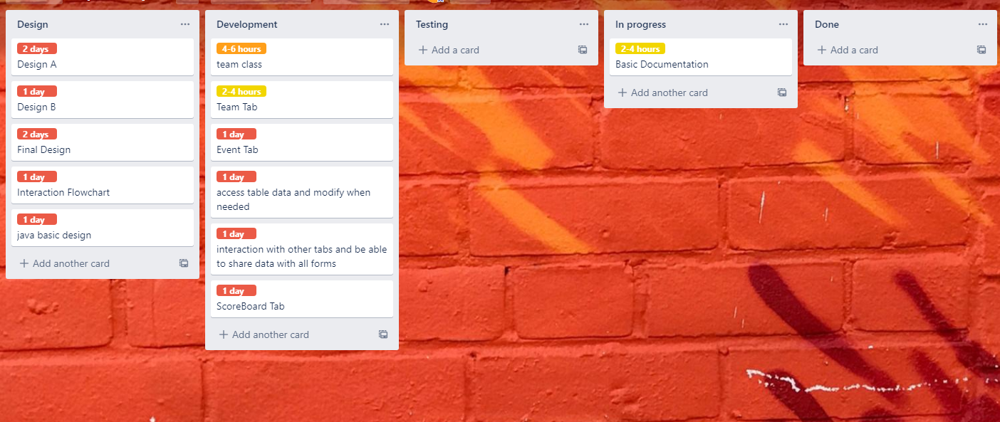 Design
2 days
Design A
1 day
Design B
2 days
Final Design
1 day
Interaction Flowchart
1 day
java basic design
Add another card
Development
4-6 hours
team class
2-4 hours
Team Tab
1 day
Event Tab
1 day
access table data and modify when
needed
1 day
interaction with other tabs and be able
to share data with all forms
1 day
ScoreBoard Tab
Add another card
Testing
Add a card
In progress
2-4 hours
Basic Documentation
Add another card
Done
Add a card